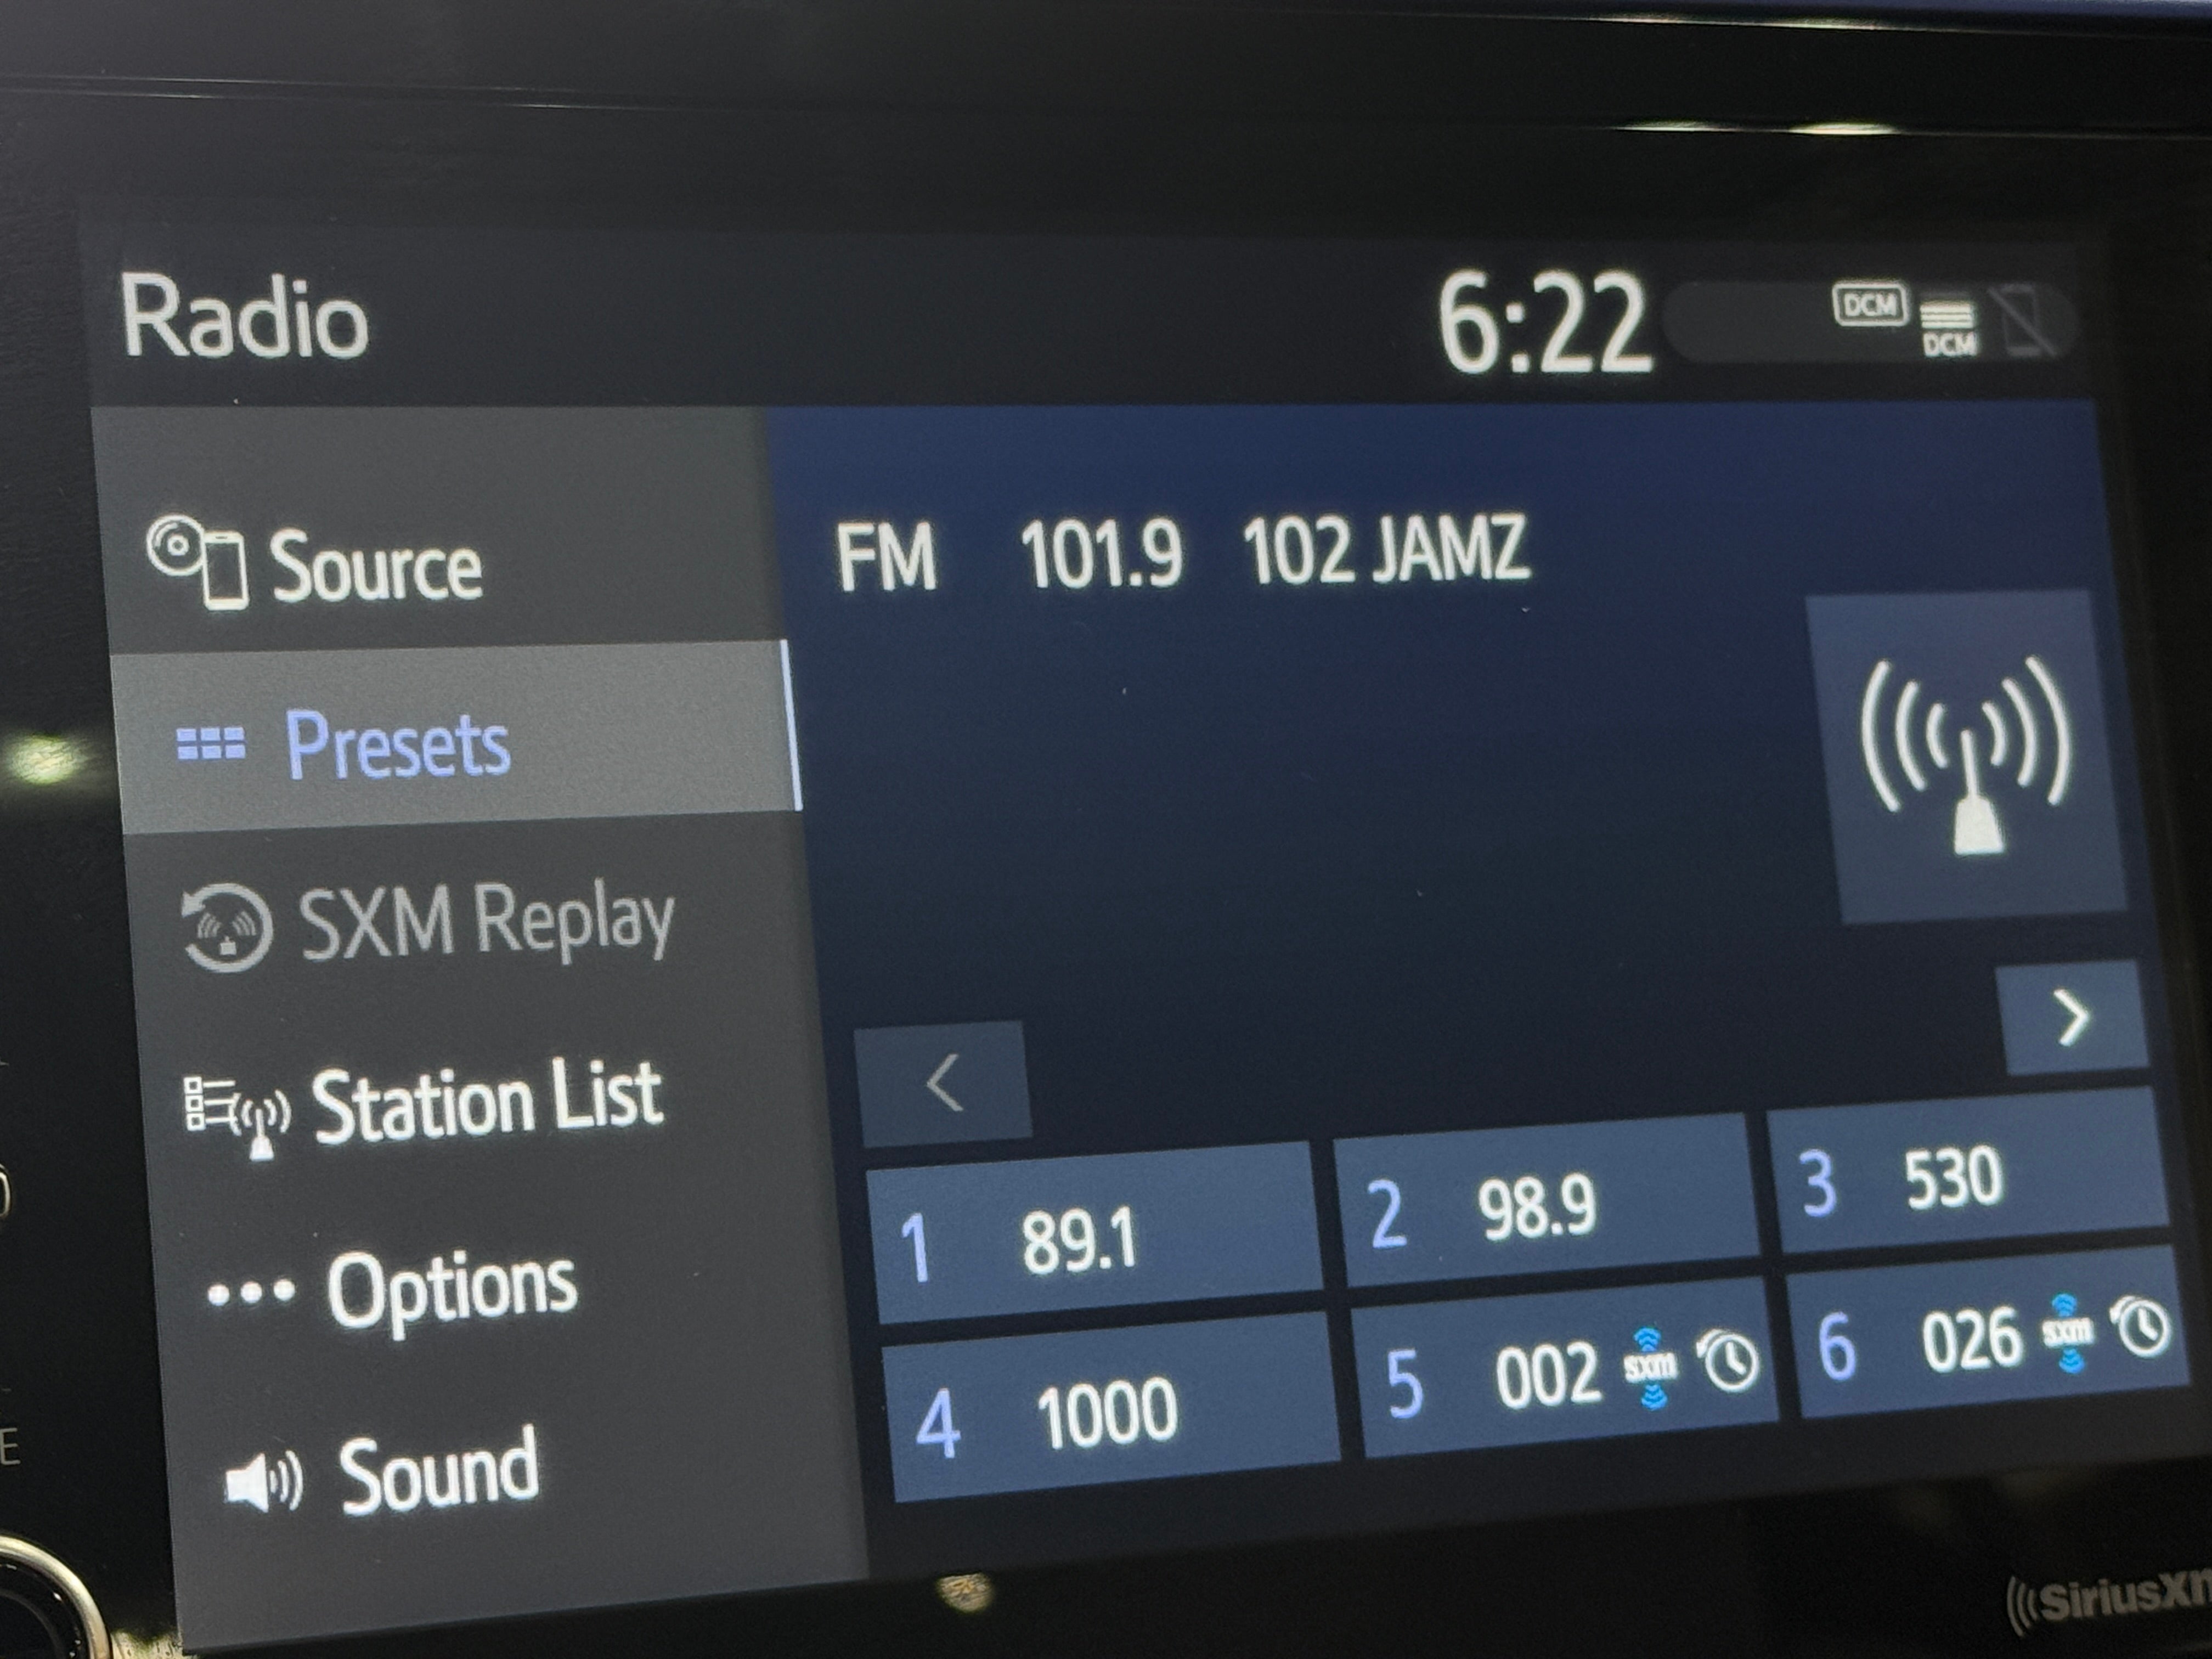 Radio
6:22
DCM
DCM
Source
FM 101.9 102 JAMZ
Presets
SXM Replay
Station List
Options
Sound
1 89.1
2 98.9
3 530
4 1000
5 002 sxm
6 026 sxm
E
SiriusXm